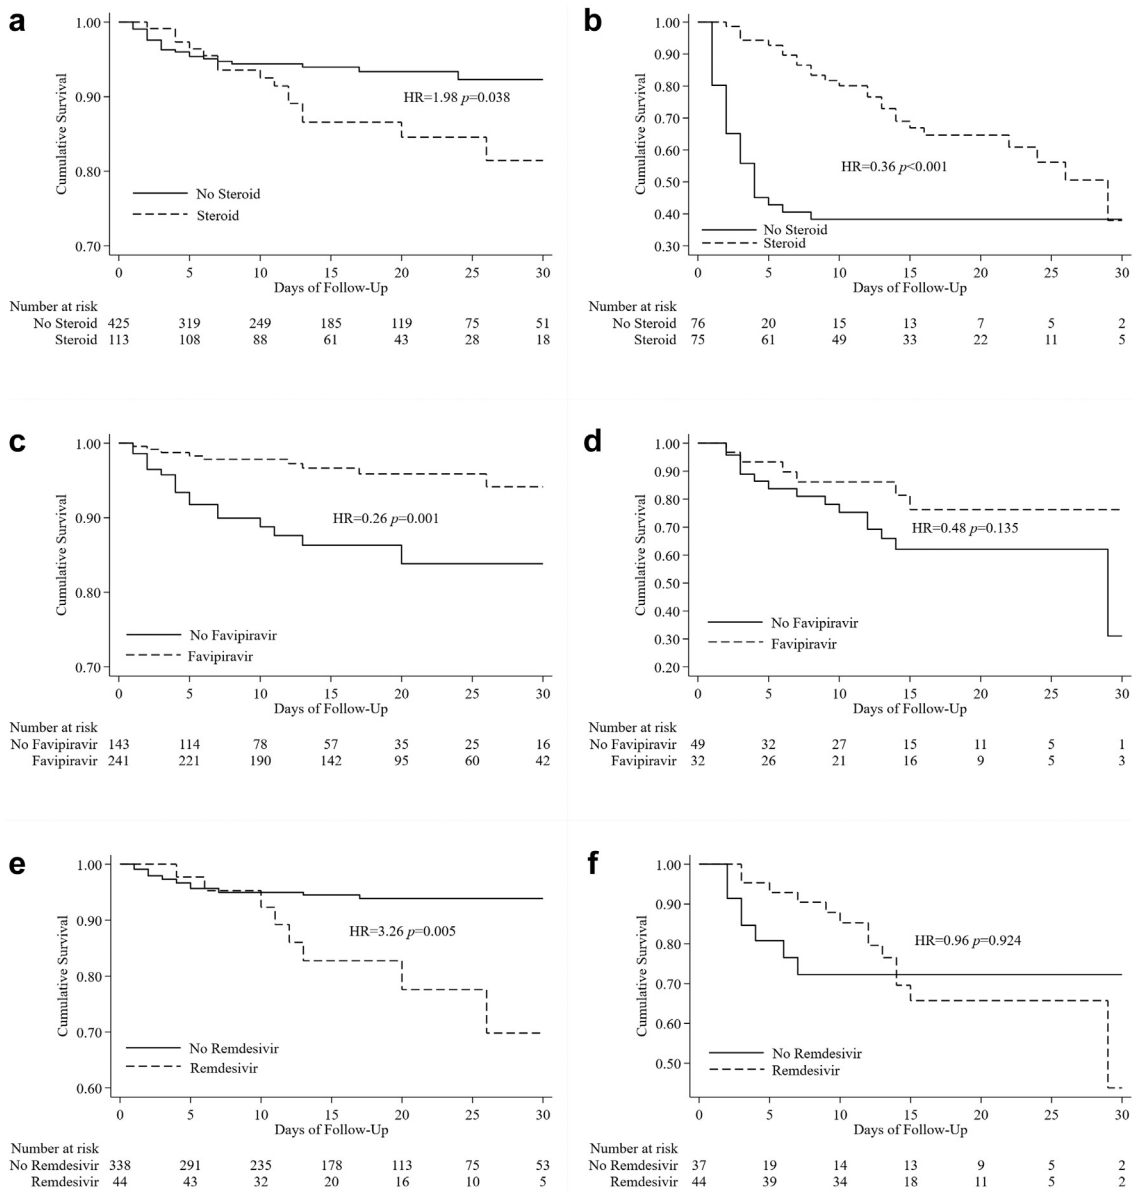 a
1.00
0.90
0.80
0.70
Cumulative Survival
HR=1.98 p=0.038
No Steroid
Steroid
0 5 10 15 20 25 30
Days of Follow-Up
Number at risk
No Steroid 425 319 249 185 119 75 51
Steroid 113 108 88 61 43 28 18
b
1.00
0.90
0.80
0.70
0.60
0.50
0.40
0.30
Cumulative Survival
HR=0.36 p<0.001
No Steroid
Steroid
0 5 10 15 20 25 30
Days of Follow-Up
Number at risk
No Steroid 76 20 15 13 7 5 2
Steroid 75 61 49 33 22 11 5
c
1.00
0.90
0.80
0.70
Cumulative Survival
HR=0.26 p=0.001
No Favipiravir
Favipiravir
0 5 10 15 20 25 30
Days of Follow-Up
Number at risk
No Favipiravir 143 114 78 57 35 25 16
Favipiravir 241 221 190 142 95 60 42
d
1.00
0.90
0.80
0.70
0.60
0.50
0.40
0.30
0.20
Cumulative Survival
HR=0.48 p=0.135
No Favipiravir
Favipiravir
0 5 10 15 20 25 30
Days of Follow-Up
Number at risk
No Favipiravir 49 32 27 15 11 5 1
Favipiravir 32 26 21 16 9 5 3
e
1.00
0.90
0.80
0.70
0.60
Cumulative Survival
HR=3.26 p=0.005
No Remdesivir
Remdesivir
0 5 10 15 20 25 30
Days of Follow-Up
Number at risk
No Remdesivir 338 291 235 178 113 75 53
Remdesivir 44 43 32 20 16 10 5
f
1.00
0.90
0.80
0.70
0.60
0.50
Cumulative Survival
HR=0.96 p=0.924
No Remdesivir
Remdesivir
0 5 10 15 20 25 30
Days of Follow-Up
Number at risk
No Remdesivir 37 19 14 13 9 5 2
Remdesivir 44 39 34 18 11 5 2